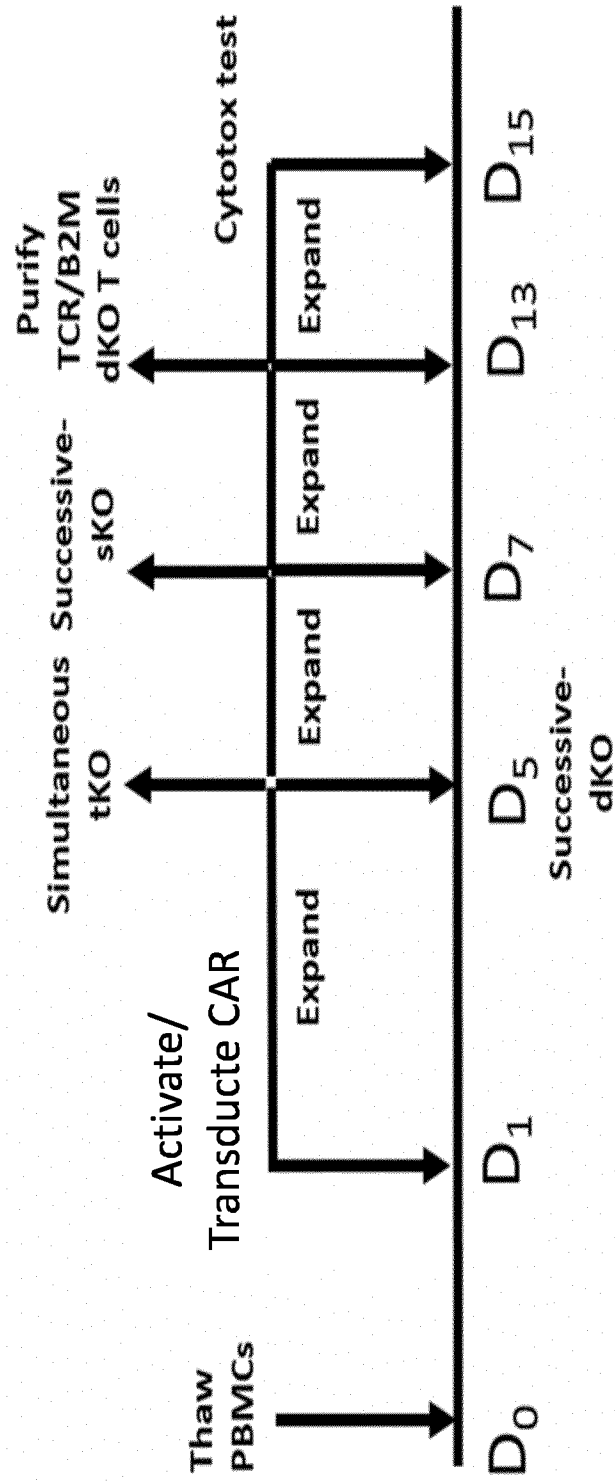 Thaw
PBMCs
Activate/
Transducte CAR
Simultaneous
tKO
Successive-
sKO
Purify
TCR/B2M
dKO T cells
Cytotox test
Expand
Expand
Expand
Expand
D0
D1
D5
D7
D13
D15
Successive-
dKO